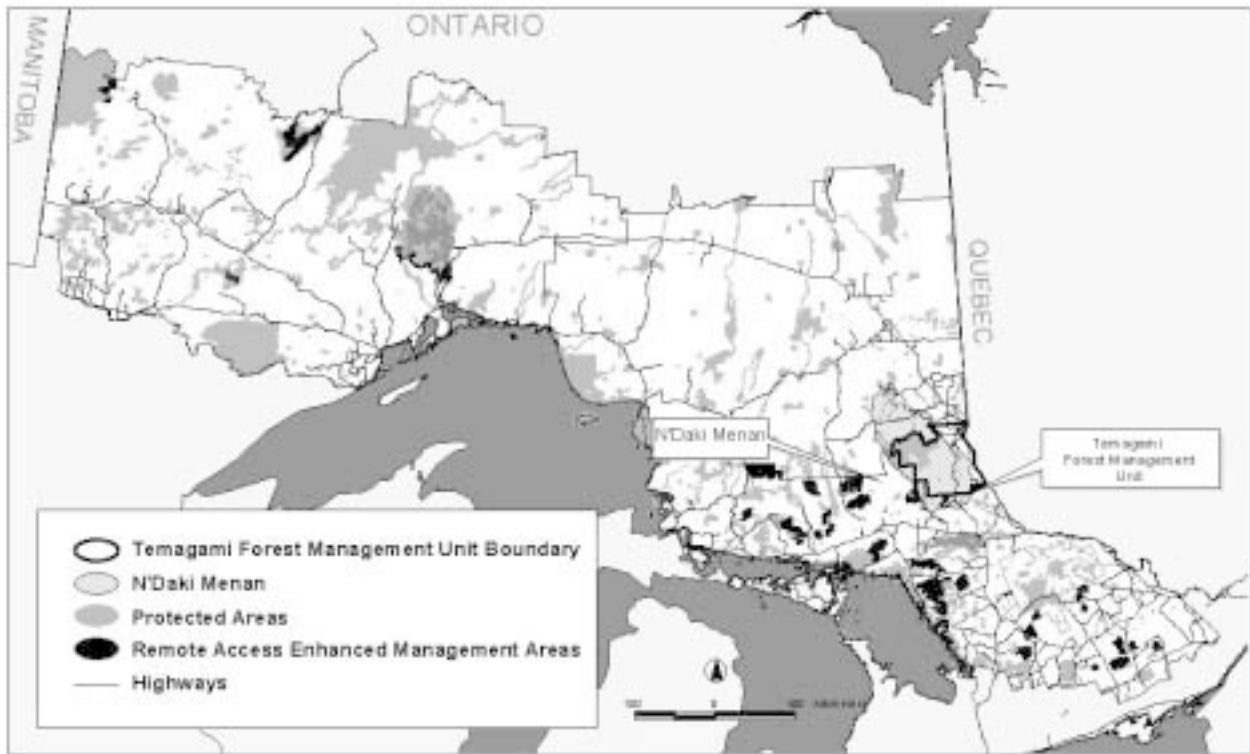 ONTARIO
MANITOBA
QUEBEC
N'Daki Menan
Temagami
Forest Management
Unit
Temagami Forest Management Unit Boundary
N'Daki Menan
Protected Areas
Remote Access Enhanced Management Areas
Highways
0